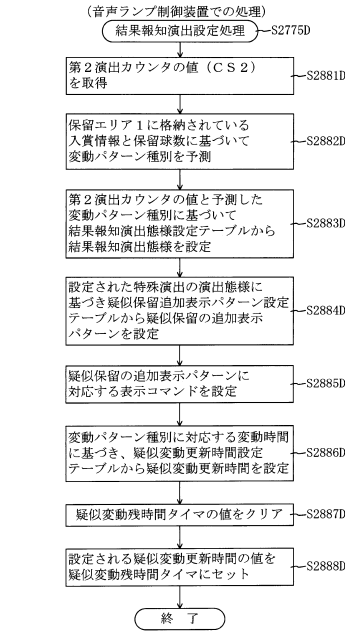 （音声ランプ制御装置での処理）
結果報知演出設定処理
S2775D
第２演出カウンタの値（ＣＳ２）
を取得
S2881D
保留エリア１に格納されている
入賞情報と保留球数に基づいて
変動パターン種別を予測
S2882D
第２演出カウンタの値と予測した
変動パターン種別に基づいて
結果報知演出態様設定テーブルから
結果報知演出態様を設定
S2883D
設定された特殊演出の演出態様に
基づき疑似保留追加表示パターン設定
テーブルから疑似保留の追加表示
パターンを設定
S2884D
疑似保留の追加表示パターンに
対応する表示コマンドを設定
S2885D
変動パターン種別に対応する変動時間
に基づき、疑似変動更新時間設定
テーブルから疑似変動更新時間を設定
S2886D
疑似変動残時間タイマの値をクリア
S2887D
設定される疑似変動更新時間の値を
疑似変動残時間タイマにセット
S2888D
終　了